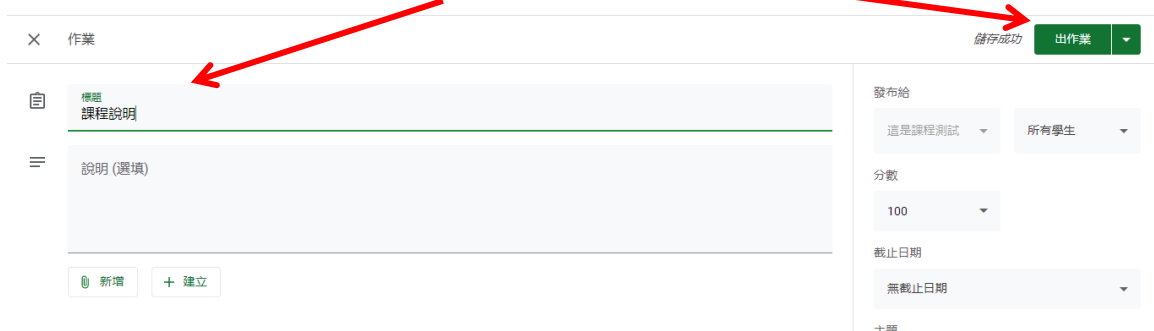 作業
儲存成功
出作業
標題
課程說明
說明 (選填)
新增
建立
發布給
這是課程測試
所有學生
分數
100
截止日期
無截止日期
主題